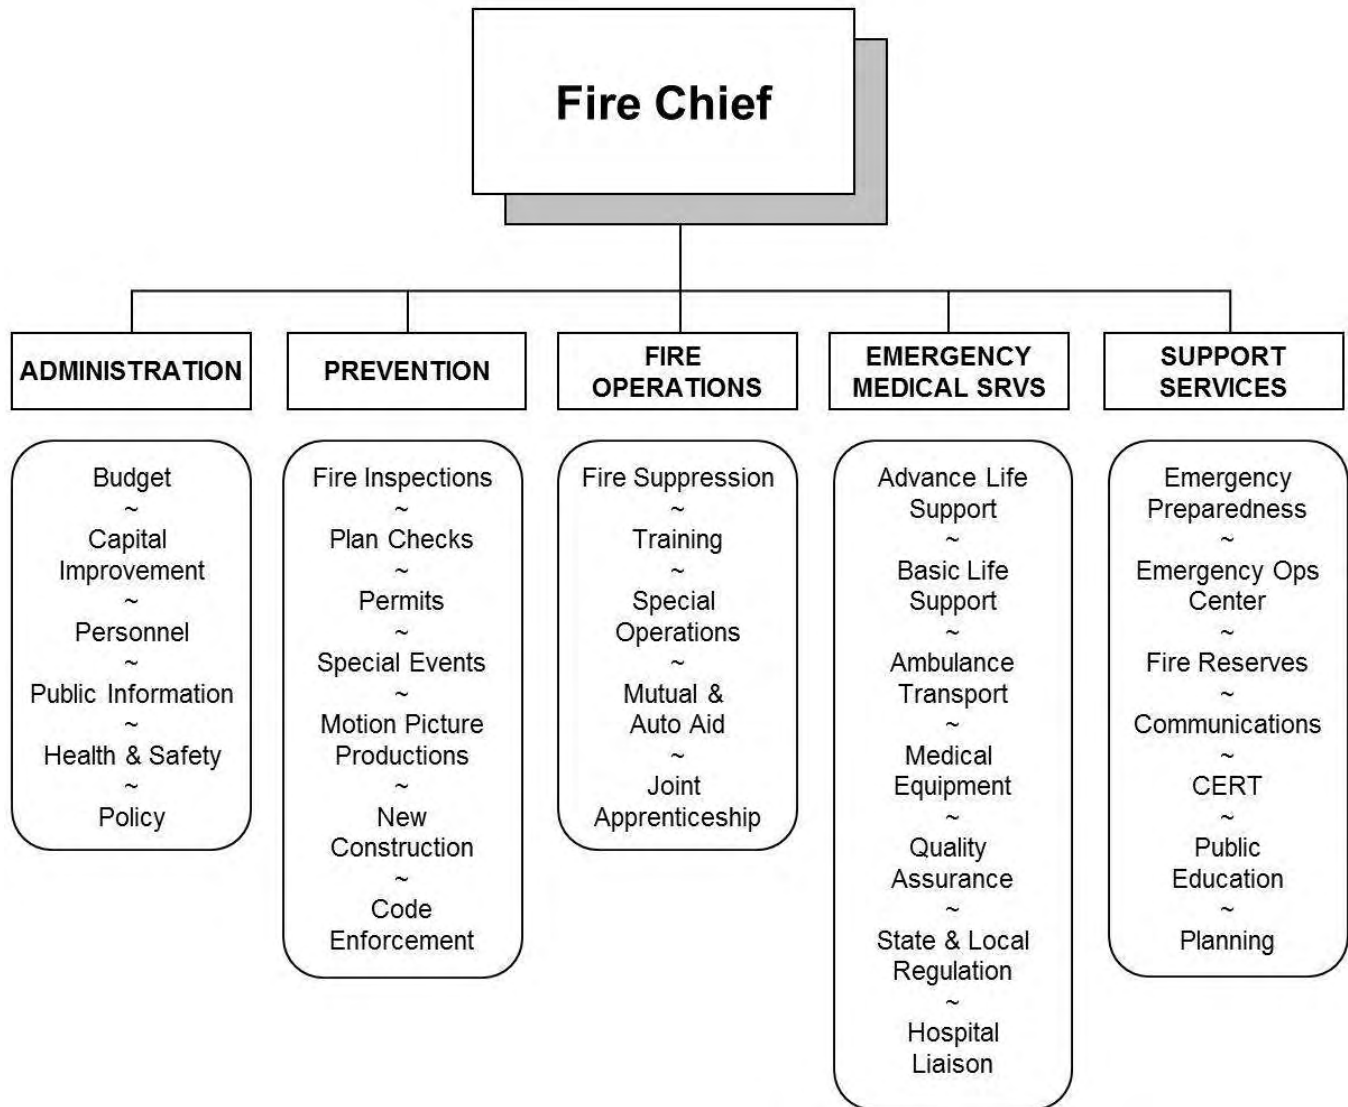 Fire Chief
ADMINISTRATION
Budget
~
Capital
Improvement
~
Personnel
~
Public Information
~
Health & Safety
~
Policy
PREVENTION
Fire Inspections
~
Plan Checks
~
Permits
~
Special Events
~
Motion Picture
Productions
~
New
Construction
~
Code
Enforcement
FIRE
OPERATIONS
Fire Suppression
~
Training
~
Special
Operations
~
Mutual &
Auto Aid
~
Joint
Apprenticeship
EMERGENCY
MEDICAL SRVS
Advance Life
Support
~
Basic Life
Support
~
Ambulance
Transport
~
Medical
Equipment
~
Quality
Assurance
~
State & Local
Regulation
~
Hospital
Liaison
SUPPORT
SERVICES
Emergency
Preparedness
~
Emergency Ops
Center
~
Fire Reserves
~
Communications
~
CERT
~
Public
Education
~
Planning